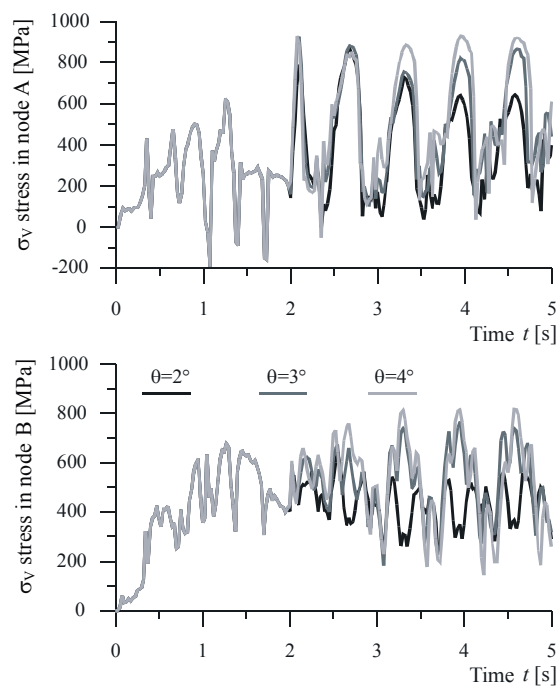 1000
800
600
400
200
0
-200
σV stress in node A [MPa]
0 1 2 3 4 5
Time t [s]
1000
800
600
400
200
0
σV stress in node B [MPa]
θ=2° θ=3° θ=4°
0 1 2 3 4 5
Time t [s]